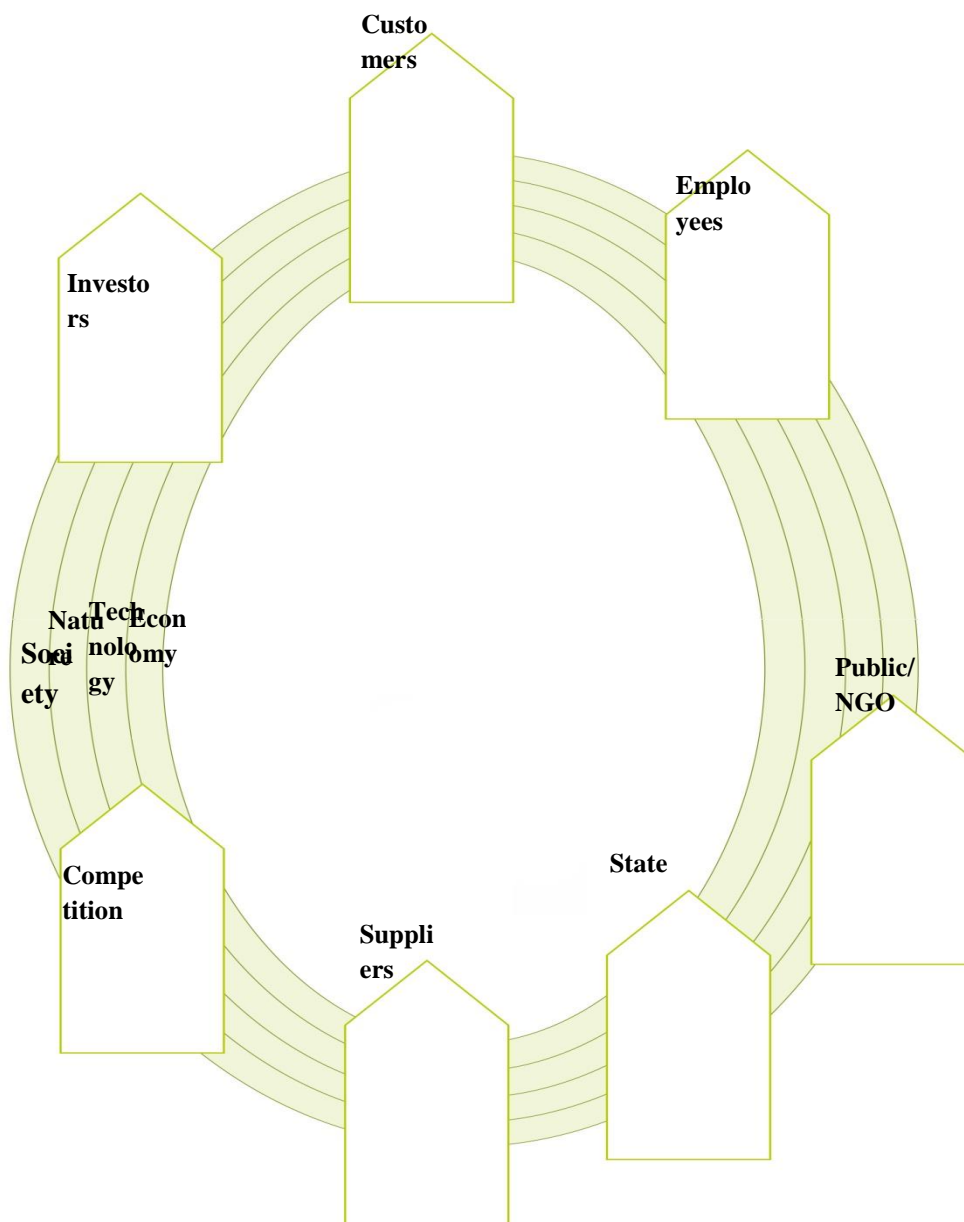 Custo
mers
Emplo
yees
Investo
rs
Natu
re
Tech
nolo
gy
Econ
omy
Soci
ety
Public/
NGO
State
Compe
tition
Suppli
ers